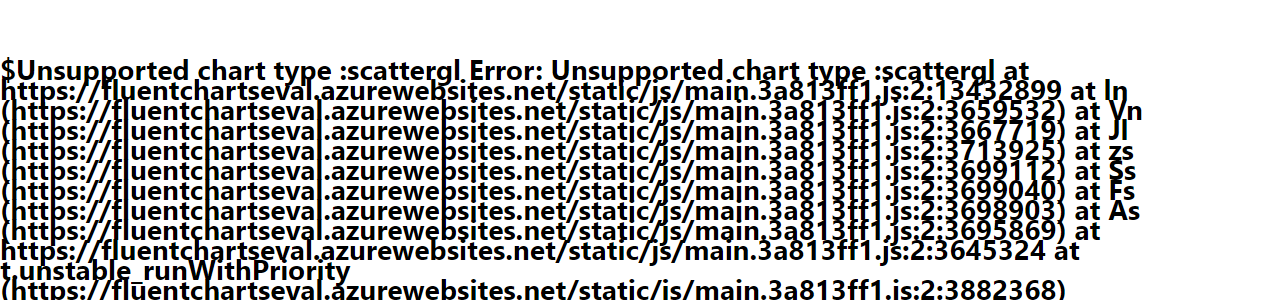 $Unsupported chart type :scattergl Error: Unsupported chart type :scattergl at
https://fluentchartseval.azurewebsites.net/static/js/main.3a813ff1.js:2:13432899 at In
(https://fluentchartseval.azurewebsites.net/static/js/main.3a813ff1.js:2:3659532) at Vn
(https://fluentchartseval.azurewebsites.net/static/js/main.3a813ff1.js:2:3667719) at Jl
(https://fluentchartseval.azurewebsites.net/static/js/main.3a813ff1.js:2:3713925) at zs
(https://fluentchartseval.azurewebsites.net/static/js/main.3a813ff1.js:2:3699112) at Ss
(https://fluentchartseval.azurewebsites.net/static/js/main.3a813ff1.js:2:3699040) at Fs
(https://fluentchartseval.azurewebsites.net/static/js/main.3a813ff1.js:2:3698903) at As
(https://fluentchartseval.azurewebsites.net/static/js/main.3a813ff1.js:2:3695869) at
https://fluentchartseval.azurewebsites.net/static/js/main.3a813ff1.js:2:3645324 at
t.unstable_runWithPriority
(https://fluentchartseval.azurewebsites.net/static/js/main.3a813ff1.js:2:3882368)